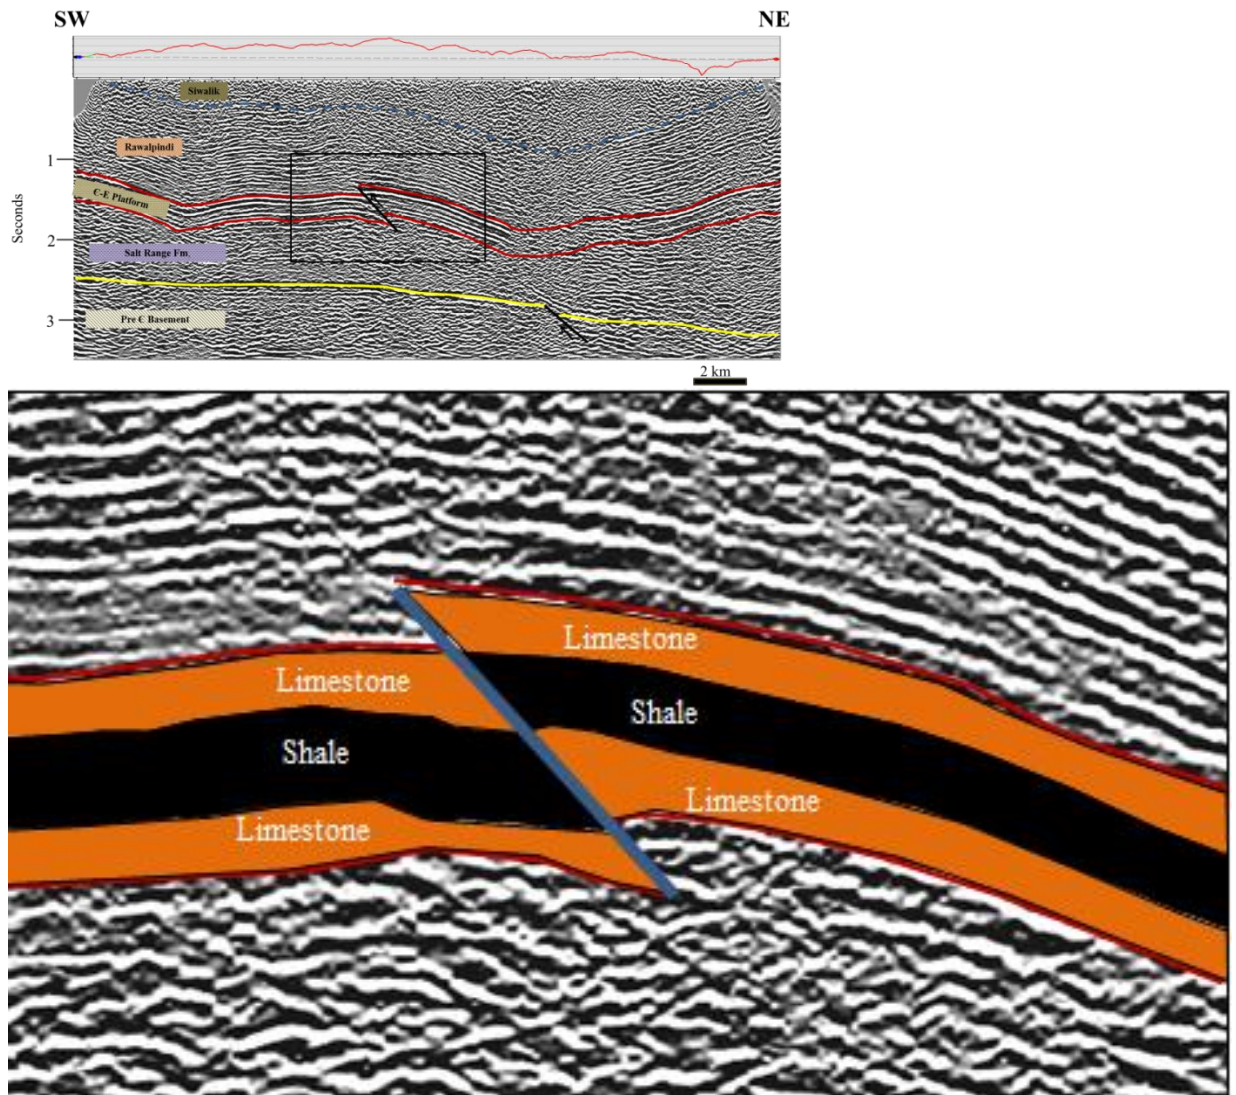 SW
NE
Siwalik
Rawalpindi
1
Є-E Platform
Seconds
2
Salt Range Fm.
3
Pre Є Basement
2 km
Limestone
Limestone
Shale
Shale
Limestone
Limestone